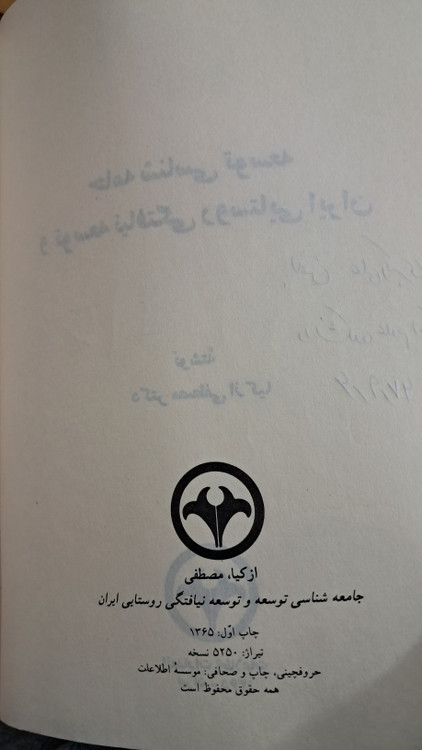 ازکیا، مصطفی
جامعه شناسی توسعه و توسعه نیافتگی روستایی ایران
چاپ اوّل: ۱۳۶۵
تیراژ: ۵۲۵۰ نسخه
حروفچینی، چاپ و صحافی: موسسهٔ اطلاعات
همه حقوق محفوظ است